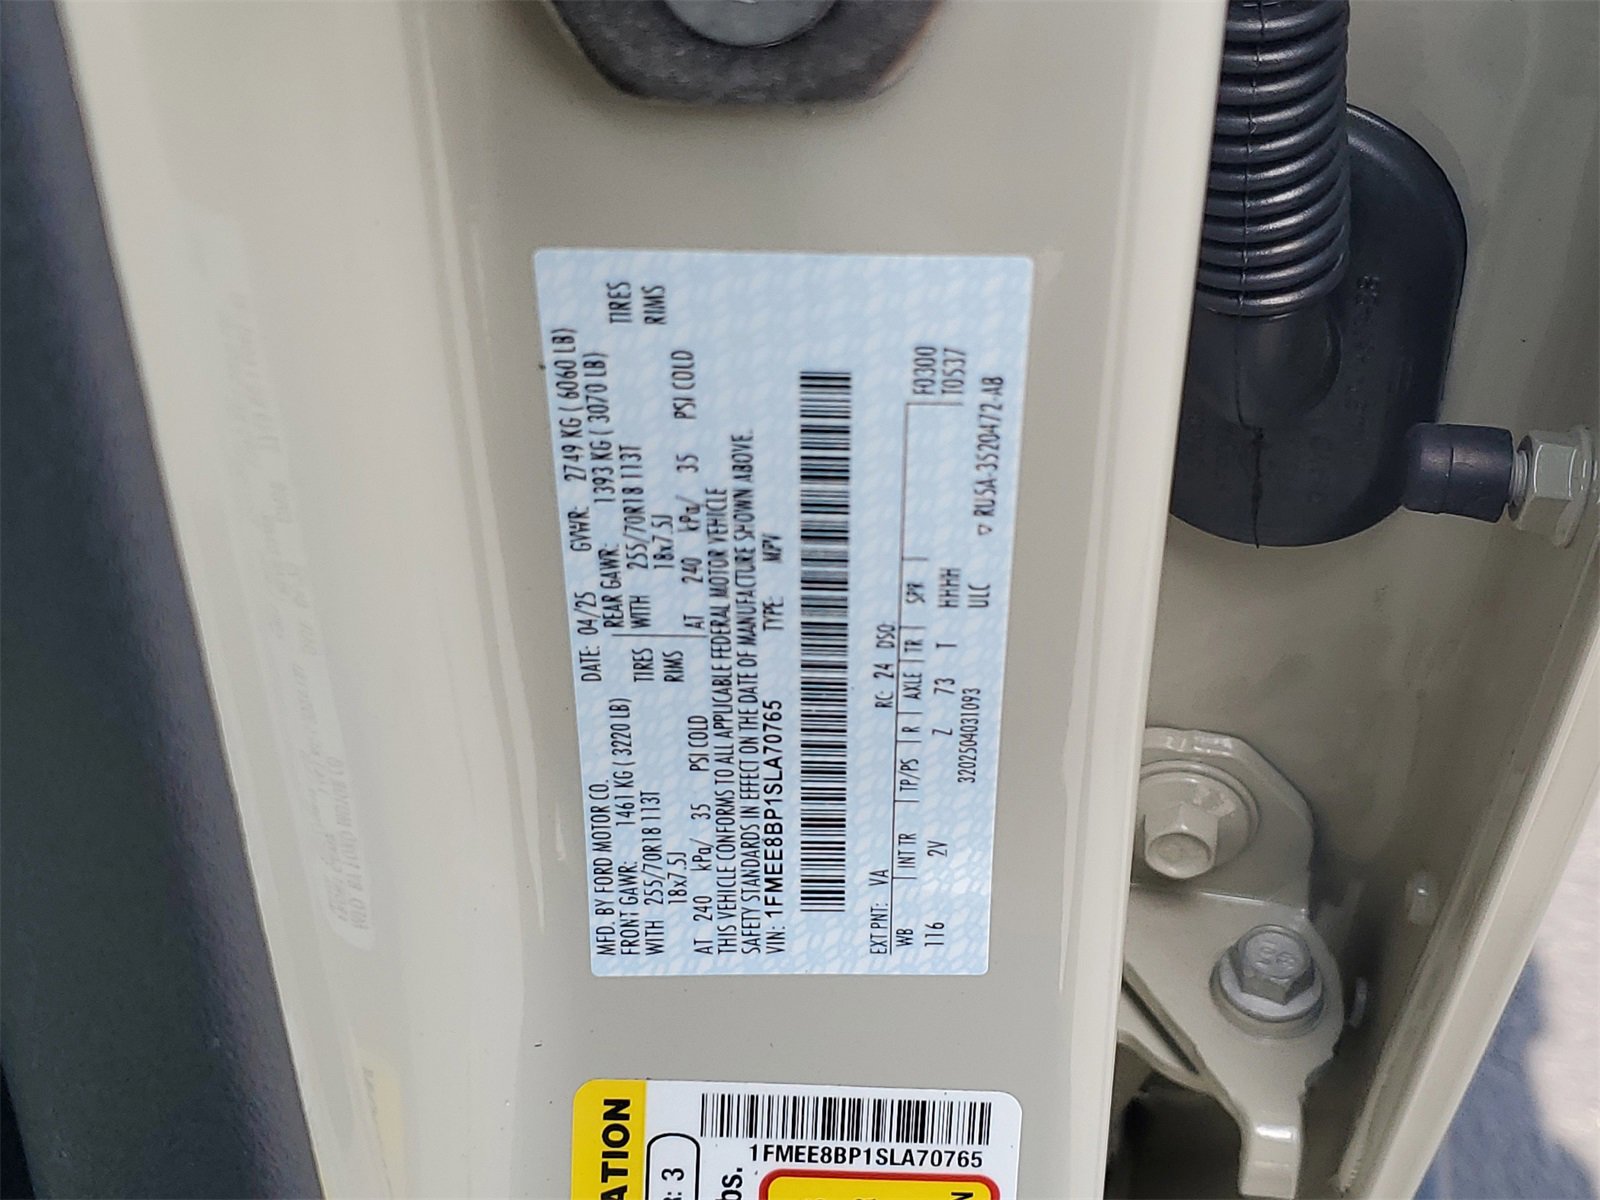 MFD. BY FORD MOTOR CO.
DATE: 04/25 GVWR: 2749 KG ( 6060 LB)
FRONT GAWR: 1461 KG ( 3220 LB)
REAR GAWR: 1393 KG ( 3070 LB)
WITH 255/70R18 113T TIRES
WITH 255/70R18 113T TIRES
18x7.5J RIMS
18x7.5J RIMS
AT 240 kPa/ 35 PSI COLD
AT 240 kPa/ 35 PSI COLD
THIS VEHICLE CONFORMS TO ALL APPLICABLE FEDERAL MOTOR VEHICLE
SAFETY STANDARDS IN EFFECT ON THE DATE OF MANUFACTURE SHOWN ABOVE.
VIN: 1FMEE8BP1SLA70765 TYPE: MPV
EXT PNT: VA RC: 24 DSO:
WB INT TR TP/PS R AXLE TR SPR F0300
116 2V Z 73 T HHHH T0537
320250403 1093 ULC
▽ RU5A-3520472-AB
ATION
R: 3
bs.
1FMEE8BP1SLA70765